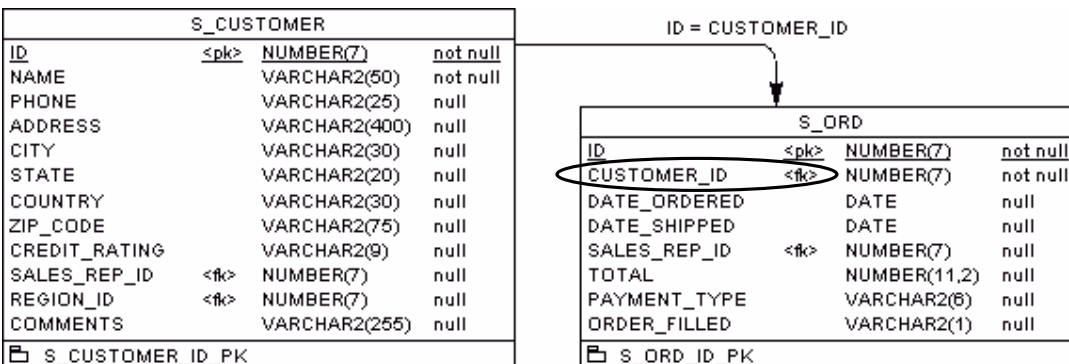 S_CUSTOMER
ID <pk> NUMBER(7) not null
NAME VARCHAR2(50) not null
PHONE VARCHAR2(25) null
ADDRESS VARCHAR2(400) null
CITY VARCHAR2(30) null
STATE VARCHAR2(20) null
COUNTRY VARCHAR2(30) null
ZIP_CODE VARCHAR2(75) null
CREDIT_RATING VARCHAR2(9) null
SALES_REP_ID <fk> NUMBER(7) null
REGION_ID <fk> NUMBER(7) null
COMMENTS VARCHAR2(255) null
S_CUSTOMER_ID_PK
ID = CUSTOMER_ID
S_ORD
ID <pk> NUMBER(7) not null
CUSTOMER_ID <fk> NUMBER(7) not null
DATE_ORDERED DATE null
DATE_SHIPPED DATE null
SALES_REP_ID <fk> NUMBER(7) null
TOTAL NUMBER(11,2) null
PAYMENT_TYPE VARCHAR2(6) null
ORDER_FILLED VARCHAR2(1) null
S_ORD_ID_PK